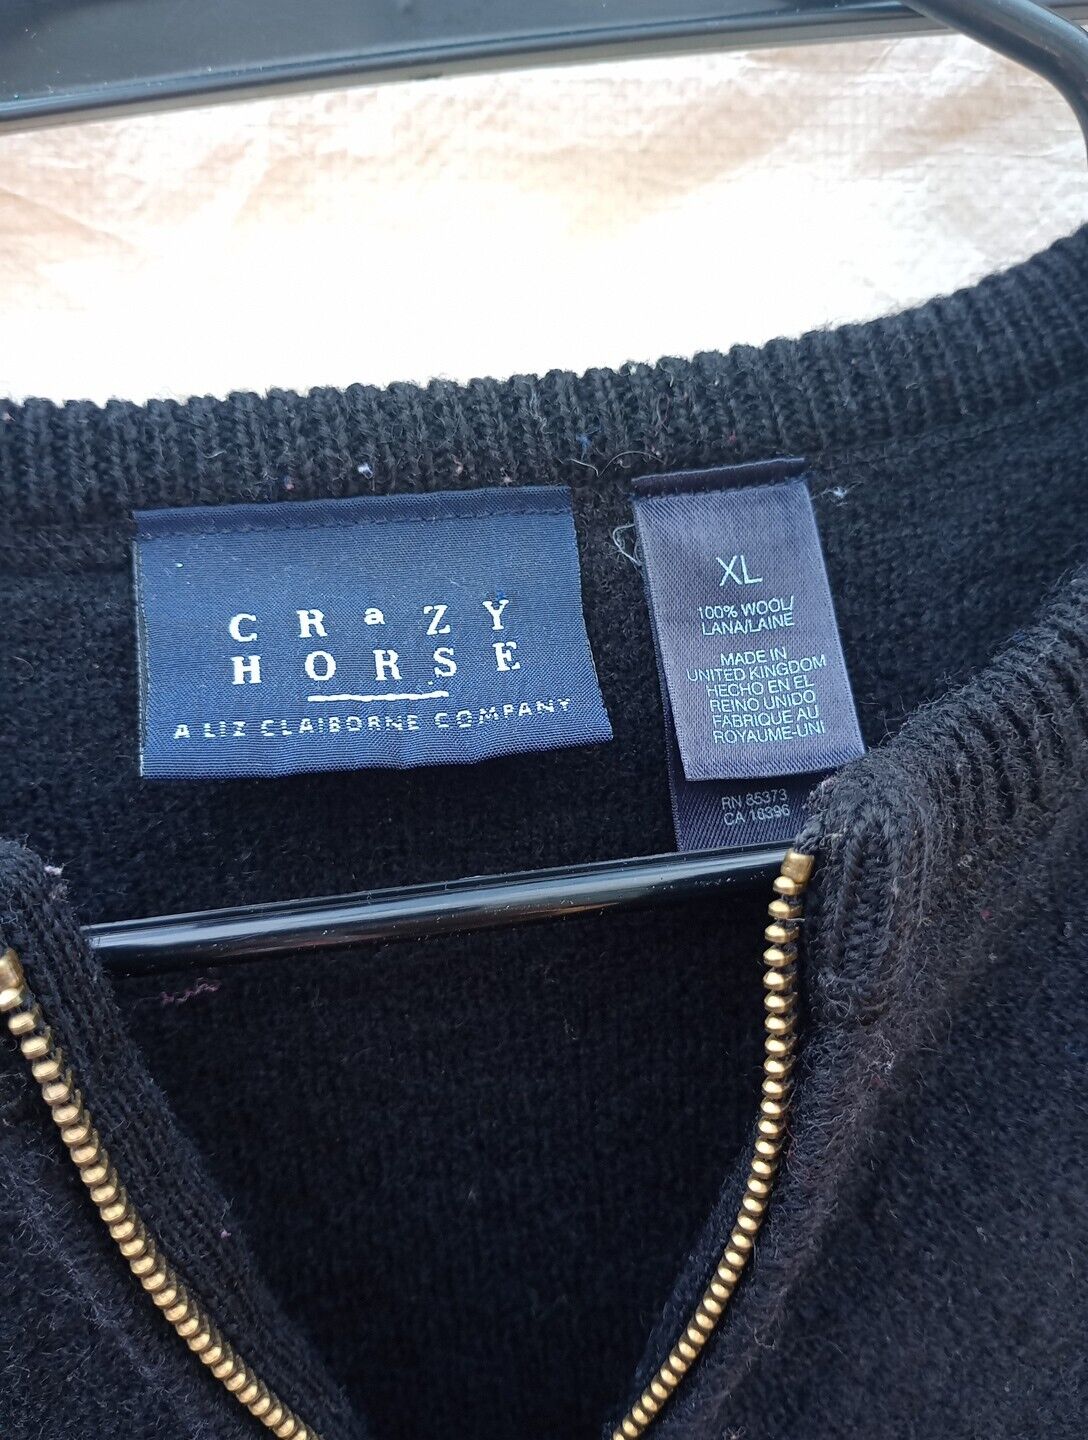 CRaZY
HORSE
A LIZ CLAIBORNE COMPANY
XL
100% WOOL/
LANA/LAINE
MADE IN
UNITED KINGDOM
HECHO EN EL
REINO UNIDO
FABRIQUE AU
ROYAUME-UNI
RN 85373
CA 16396